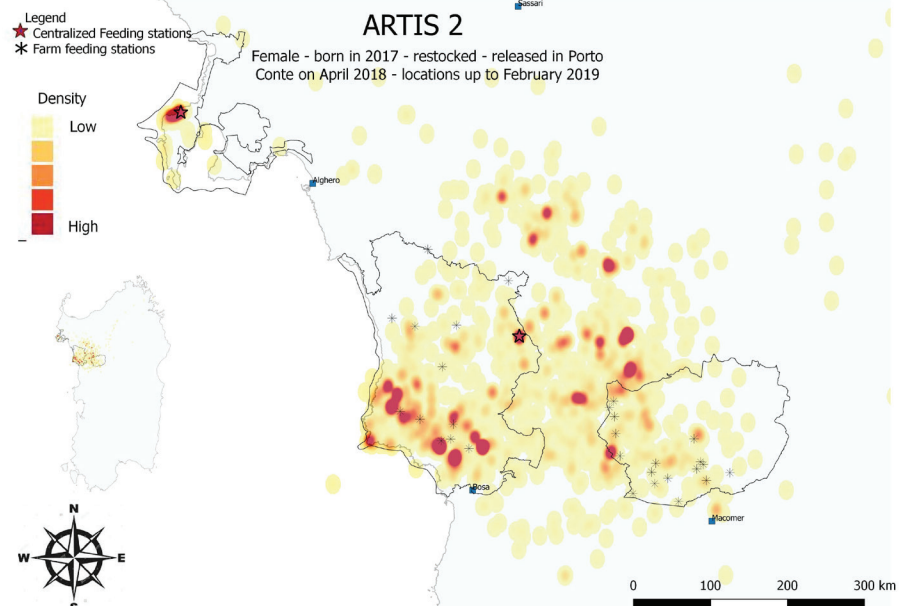 Legend
Centralized Feeding stations
Farm feeding stations
Density
Low
High
ARTIS 2
Female - born in 2017 - restocked - released in Porto
Conte on April 2018 - locations up to February 2019
Sassari
Alghero
Bosa
Macomer
N
W
E
S
0 100 200 300 km